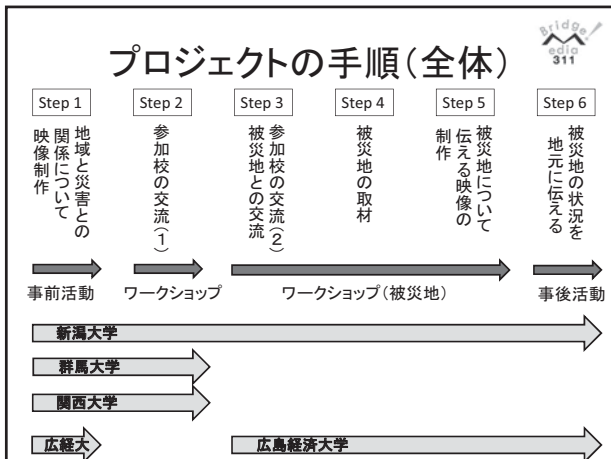 プロジェクトの手順(全体)
Bridge!
Media
311
Step 1
Step 2
Step 3
Step 4
Step 5
Step 6
地域と災害との
関係について
映像制作
参加校の交流(1)
参加校の交流(2)
被災地との交流
被災地の取材
被災地について
伝える映像の
制作
被災地の状況を
地元に伝える
事前活動
ワークショップ
ワークショップ(被災地)
事後活動
新潟大学
群馬大学
関西大学
広経大
広島経済大学